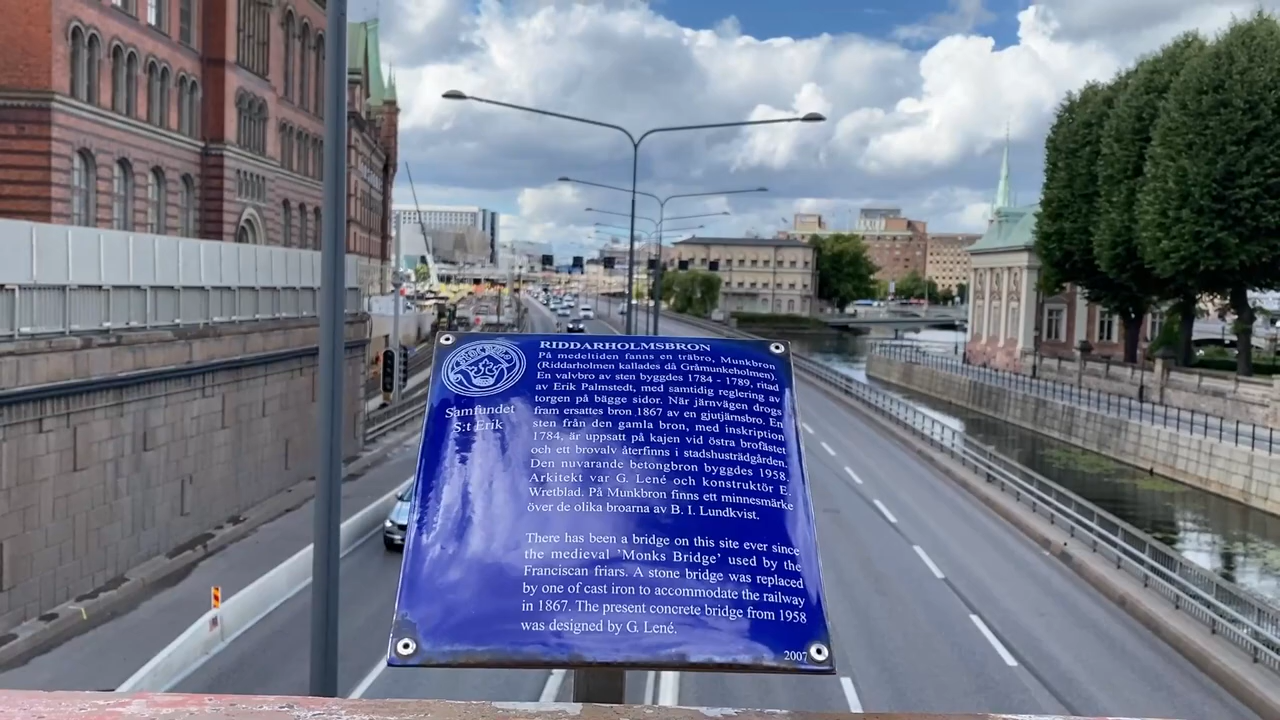 RIDDARHOLMSBRON
På medeltiden fanns en träbro, Munkbron
(Riddarholmen kallades då Gråmunkeholmen).
En valvbro av sten byggdes 1784 - 1789, ritad
av Erik Palmstedt, med samtidig reglering av
torgen på bägge sidor. När järnvägen drogs
fram ersattes bron 1867 av en gjutjärnsbro. En
sten från den gamla bron, med inskription
1784, är uppsatt på kajen vid östra brofästet
och ett brovalv återfinns i stadshusträdgården.
Den nuvarande betongbron byggdes 1958.
Arkitekt var G. Lené och konstruktör E.
Wretblad. På Munkbron finns ett minnesmärke
över de olika broarna av B. I. Lundkvist.
Samfundet
S:t Erik
There has been a bridge on this site ever since
the medieval 'Monks Bridge' used by the
Franciscan friars. A stone bridge was replaced
by one of cast iron to accommodate the railway
in 1867. The present concrete bridge from 1958
was designed by G. Lené.
2007